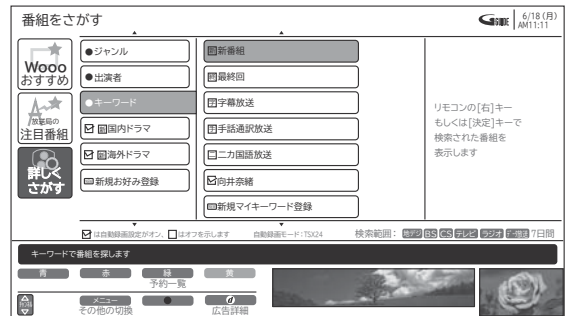 番組をさがす
G GUIDE
6/18 (月)
AM11:11
Wooo
おすすめ
放送局の
注目番組
詳しく
さがす
●ジャンル
●出演者
●キーワード
国内ドラマ
海外ドラマ
新規お好み登録
新番組
最終回
字幕放送
手話通訳放送
二カ国語放送
向井奈緒
新規マイキーワード登録
リモコンの[右]キー
もしくは[決定]キーで
検索された番組を
表示します
は自動録画設定がオン、
はオフを示します
自動録画モード:TSX24
検索範囲: 地デジ BS CS テレビ ラジオ データ放送 7日間
キーワードで番組を探します
青 赤 緑 黄
予約一覧
メニュー ● d
その他の切換 広告詳細